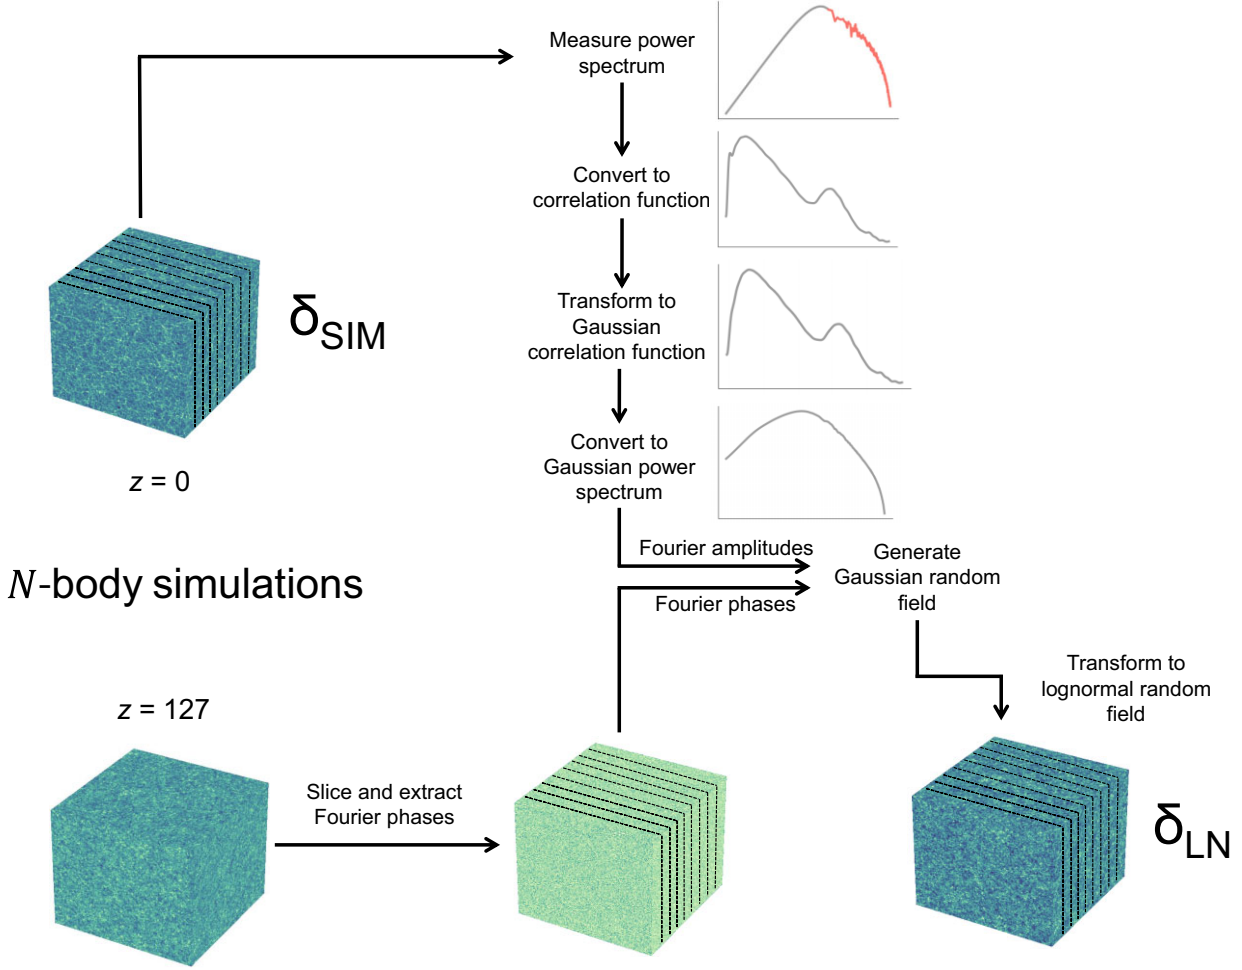 Measure power
spectrum
Convert to
correlation function
δSIM
Transform to
Gaussian
correlation function
z = 0
Convert to
Gaussian power
spectrum
Fourier amplitudes
Generate
Gaussian random
field
N-body simulations
Fourier phases
Transform to
lognormal random
field
z = 127
Slice and extract
Fourier phases
δLN